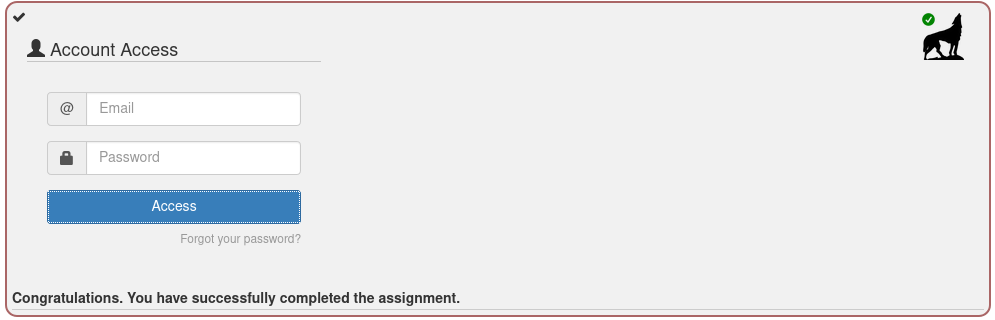 Account Access
@ Email
Password
Access
Forgot your password?
Congratulations. You have successfully completed the assignment.